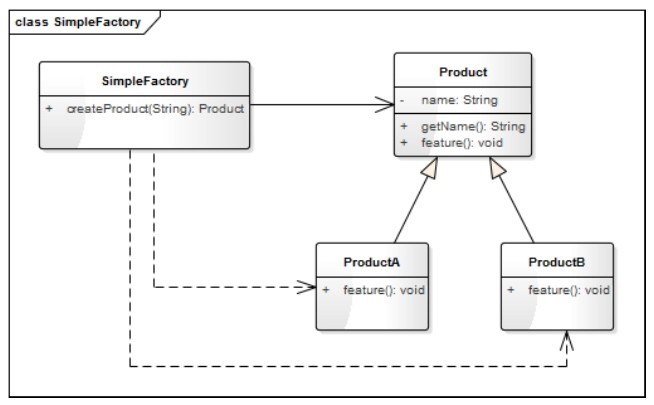 class SimpleFactory
SimpleFactory
+ createProduct(String): Product
Product
- name: String
+ getName(): String
+ feature(): void
ProductA
+ feature(): void
ProductB
+ feature(): void